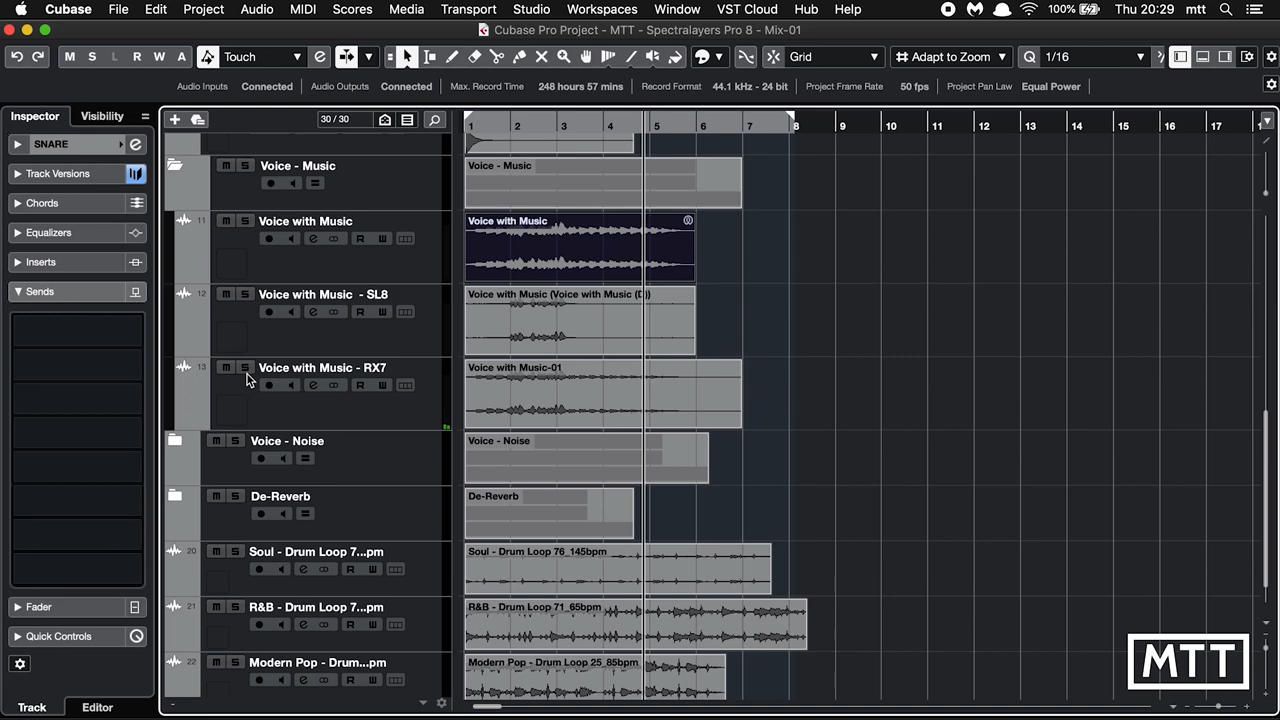 Cubase File Edit Project Audio MIDI Scores Media Transport Studio Workspaces Window VST Cloud Hub Help 100% Thu 20:29 mtt
Cubase Pro Project - MTT - Spectralayers Pro 8 - Mix-01
M S L R W A Touch Grid Adapt to Zoom Q 1/16
Audio Inputs Connected Audio Outputs Connected Max. Record Time 248 hours 57 mins Record Format 44.1 kHz - 24 bit Project Frame Rate 50 fps Project Pan Law Equal Power
Inspector Visibility 30 / 30 1 2 3 4 5 6 7 8 9 10 11 12 13 14 15 16 17
SNARE
Track Versions
Chords
Equalizers
Inserts
Sends
Fader
Quick Controls
M S Voice - Music Voice - Music
11 M S Voice with Music Voice with Music
R W
12 Voice with Music - SL8 Voice with Music (Voice with Music (D))
R W
13 M S Voice with Music - RX7 Voice with Music-01
R W
M S Voice - Noise Voice - Noise
M S De-Reverb De-Reverb
20 M S Soul - Drum Loop 7...pm Soul - Drum Loop 76_145bpm
R W
21 M S R&B - Drum Loop 7...pm R&B - Drum Loop 71_65bpm
R W
22 M S Modern Pop - Drum...pm Modern Pop - Drum Loop 25_85bpm
R W
MTT
Track Editor